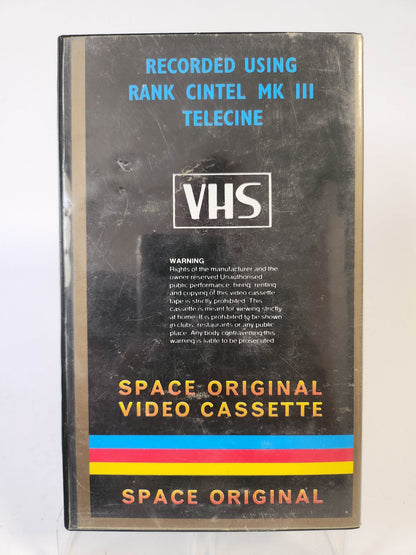 RECORDED USING
RANK CINTEL MK III
TELECINE
VHS
WARNING
Rights of the manufacturer and the
owner reserved Unauthorised
public performance, hiring, renting
and copying of this video cassette
tape is strictly prohibited. This
cassette is meant for viewing strictly
at home. It is prohibited to be shown
in clubs, restaurants or any public
place. Any body contravening this
warning is liable to be prosecuted
SPACE ORIGINAL
VIDEO CASSETTE
SPACE ORIGINAL